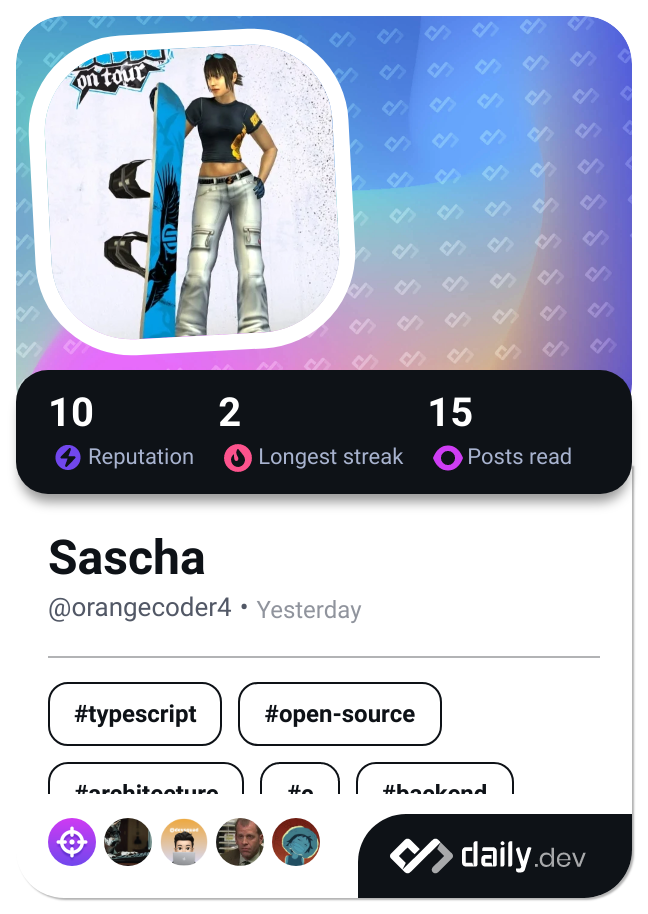 on tour
10 2 15
Reputation Longest streak Posts read
Sascha
@orangecoder4 • Yesterday
#typescript #open-source
#architecture #c #backend
daily.dev